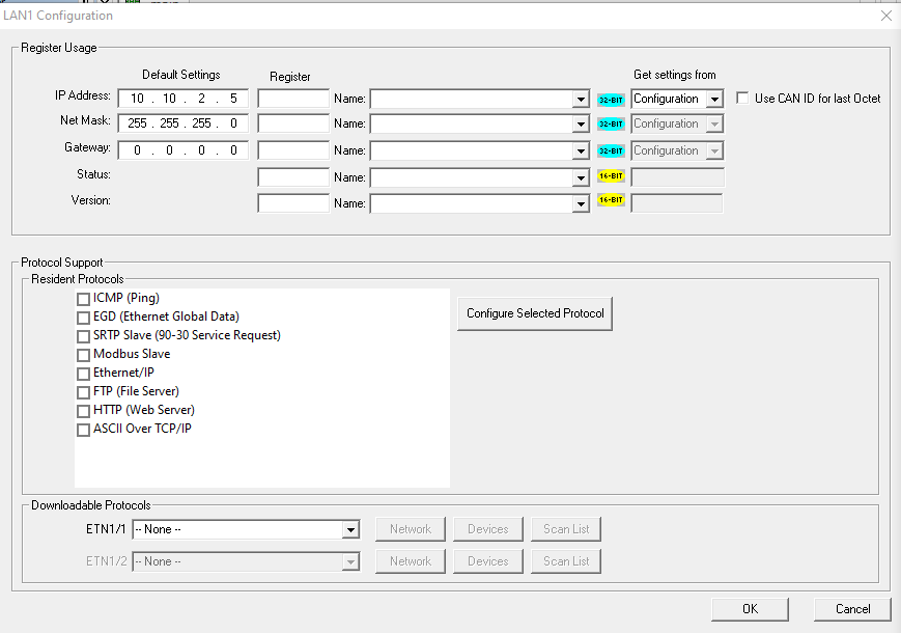 LAN1 Configuration
Register Usage
Default Settings Register Get settings from
IP Address: 10 . 10 . 2 . 5 Name: 32-BIT Configuration Use CAN ID for last Octet
Net Mask: 255 . 255 . 255 . 0 Name: 32-BIT Configuration
Gateway: 0 . 0 . 0 . 0 Name: 32-BIT Configuration
Status: Name: 16-BIT
Version: Name: 16-BIT
Protocol Support
Resident Protocols
ICMP (Ping)
EGD (Ethernet Global Data)
Configure Selected Protocol
SRTP Slave (90-30 Service Request)
Modbus Slave
Ethernet/IP
FTP (File Server)
HTTP (Web Server)
ASCII Over TCP/IP
Downloadable Protocols
ETN1/1 -- None -- Network Devices Scan List
ETN1/2 -- None -- Network Devices Scan List
OK Cancel